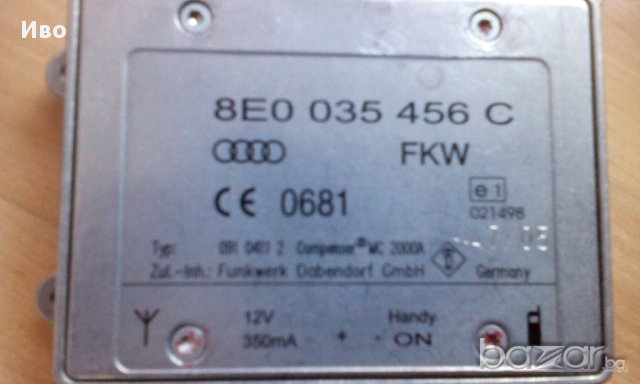 Иво
8E0 035 456 C
FKW
CE 0681
e1
021498
Typ: 091 0401 2 Compenser® MC 2000A
Zul.-Inh.: Funkwerk Dabendorf GmbH Germany
12V Handy
350mA + - ON
bazar.bg